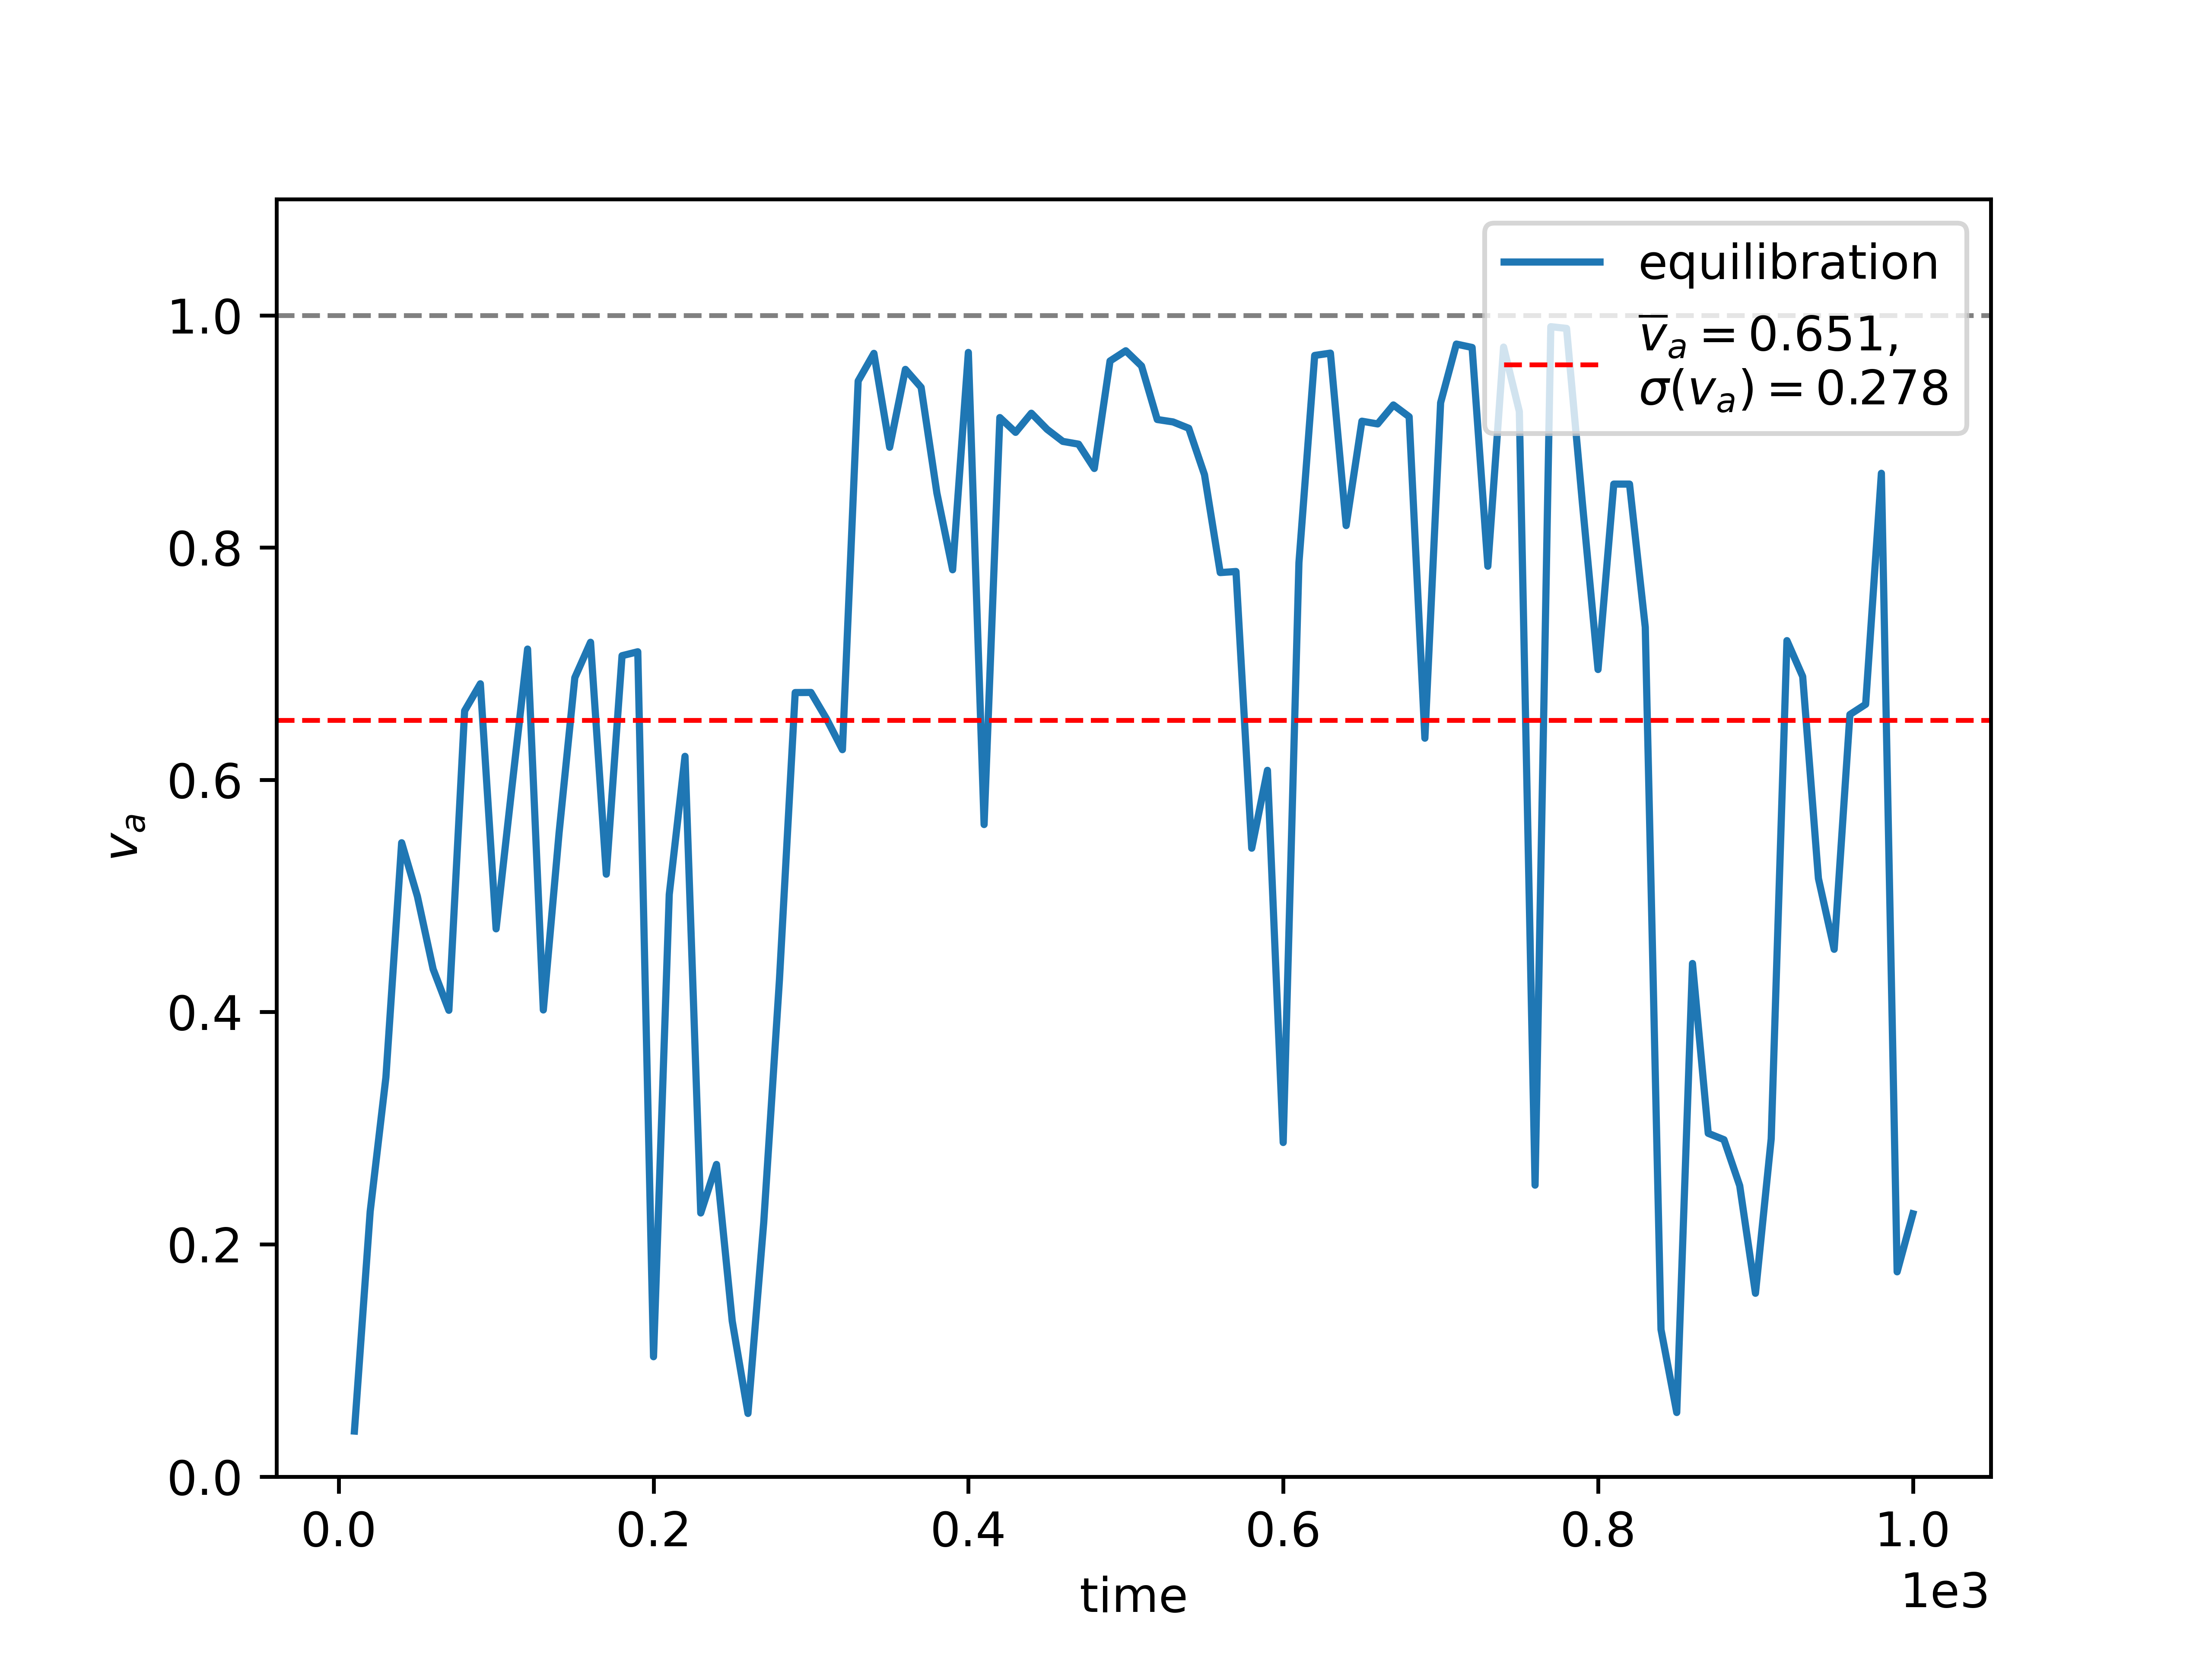 equilibration
v̅ₐ = 0.651,
σ(vₐ) = 0.278
1.0
0.8
0.6
0.4
0.2
0.0
vₐ
0.0 0.2 0.4 0.6 0.8 1.0
time
1e3